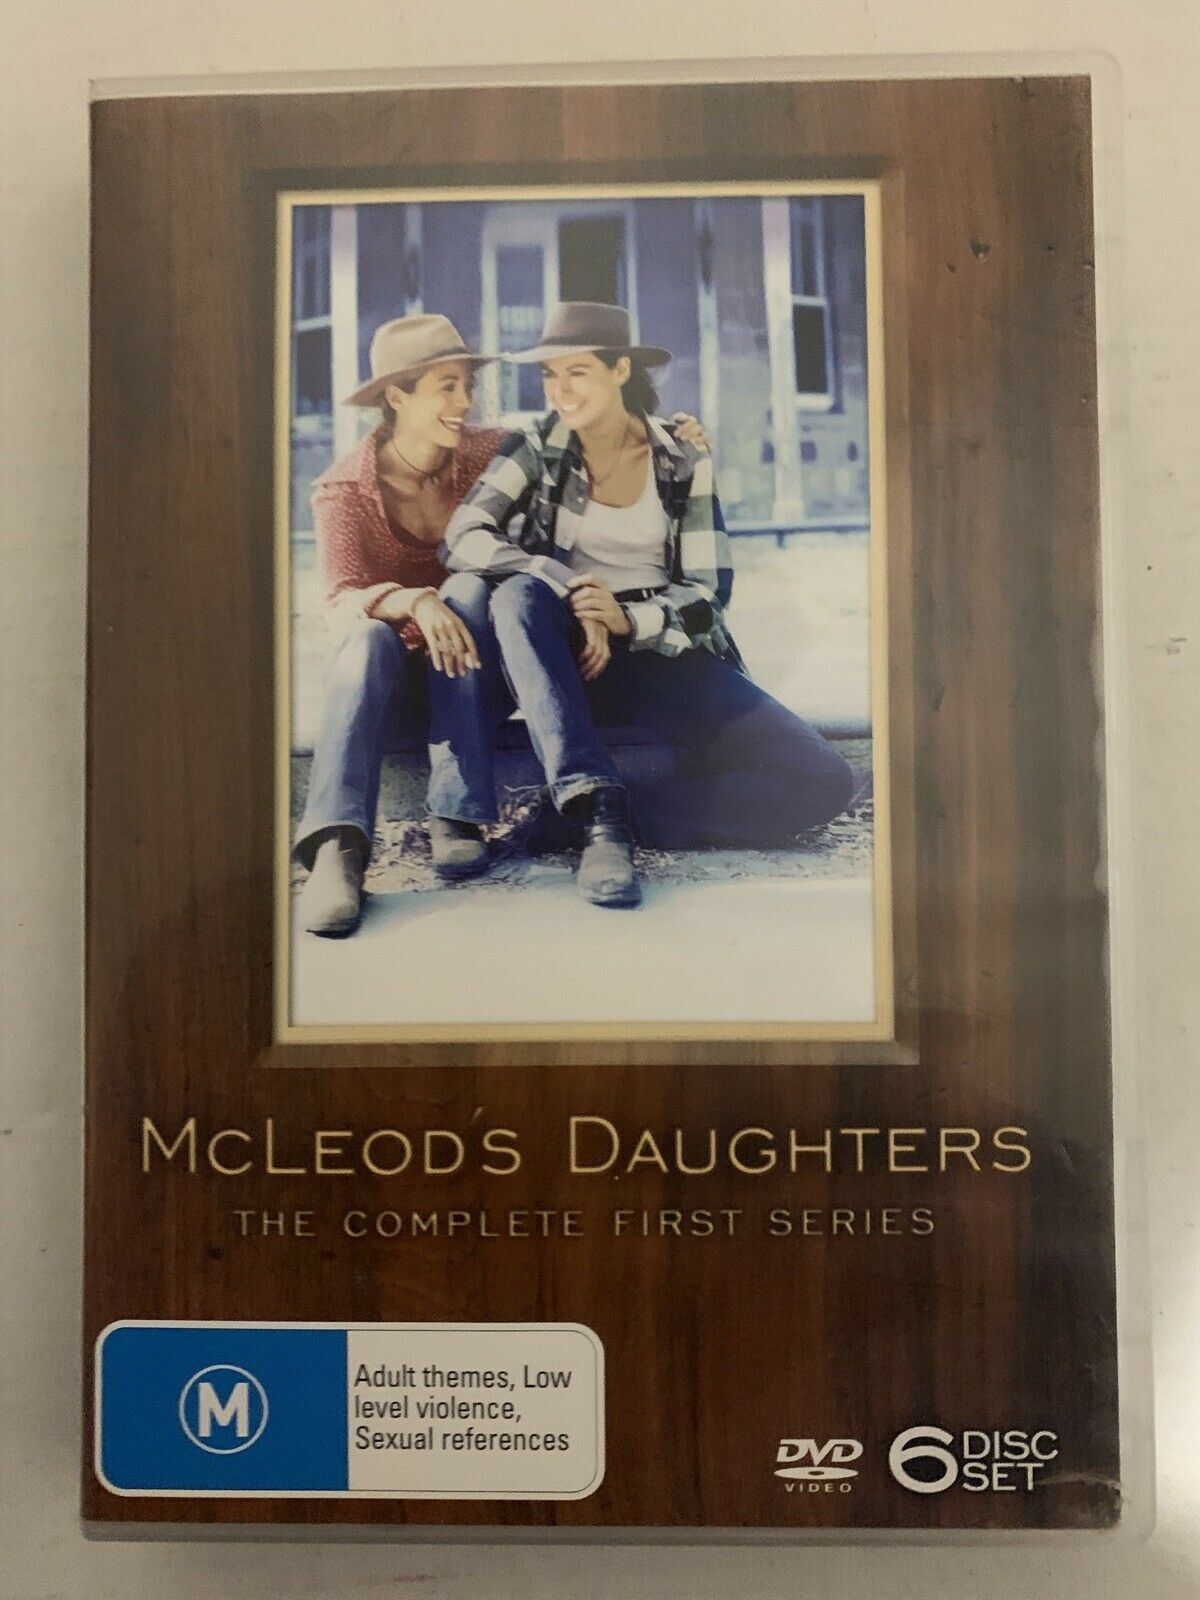 McLEOD'S DAUGHTERS
THE COMPLETE FIRST SERIES
M
Adult themes, Low
level violence,
Sexual references
DVD
VIDEO
6 DISC
SET